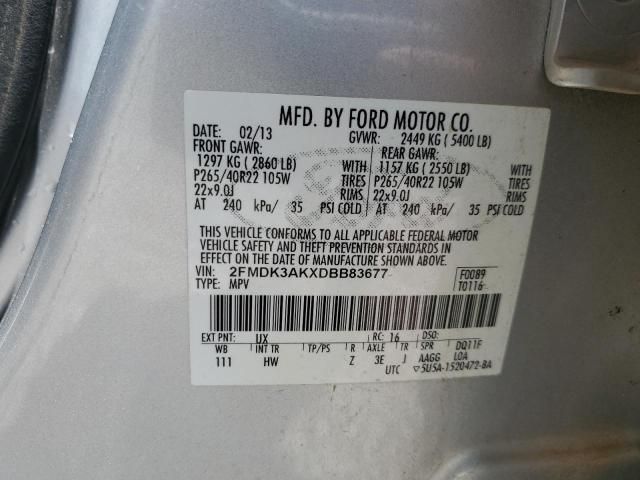 MFD. BY FORD MOTOR CO.
DATE: 02/13 GVWR: 2449 KG ( 5400 LB)
FRONT GAWR: REAR GAWR:
1297 KG ( 2860 LB) WITH 1157 KG ( 2550 LB) WITH
P265/40R22 105W TIRES P265/40R22 105W TIRES
22x9.0J RIMS 22x9.0J RIMS
AT 240 kPa/ 35 PSI COLD AT 240 kPa/ 35 PSI COLD
THIS VEHICLE CONFORMS TO ALL APPLICABLE FEDERAL MOTOR
VEHICLE SAFETY AND THEFT PREVENTION STANDARDS IN
EFFECT ON THE DATE OF MANUFACTURE SHOWN ABOVE.
VIN: 2FMDK3AKXDBB83677 F0089
TYPE: MPV T0116
EXT PNT: UX RC: 16 DSO:
WB INT TR TP/PS R AXLE TR SPR DQ11F
111 HW Z 3E J AAGG LOA
UTC ▽5U5A-1520472-BA